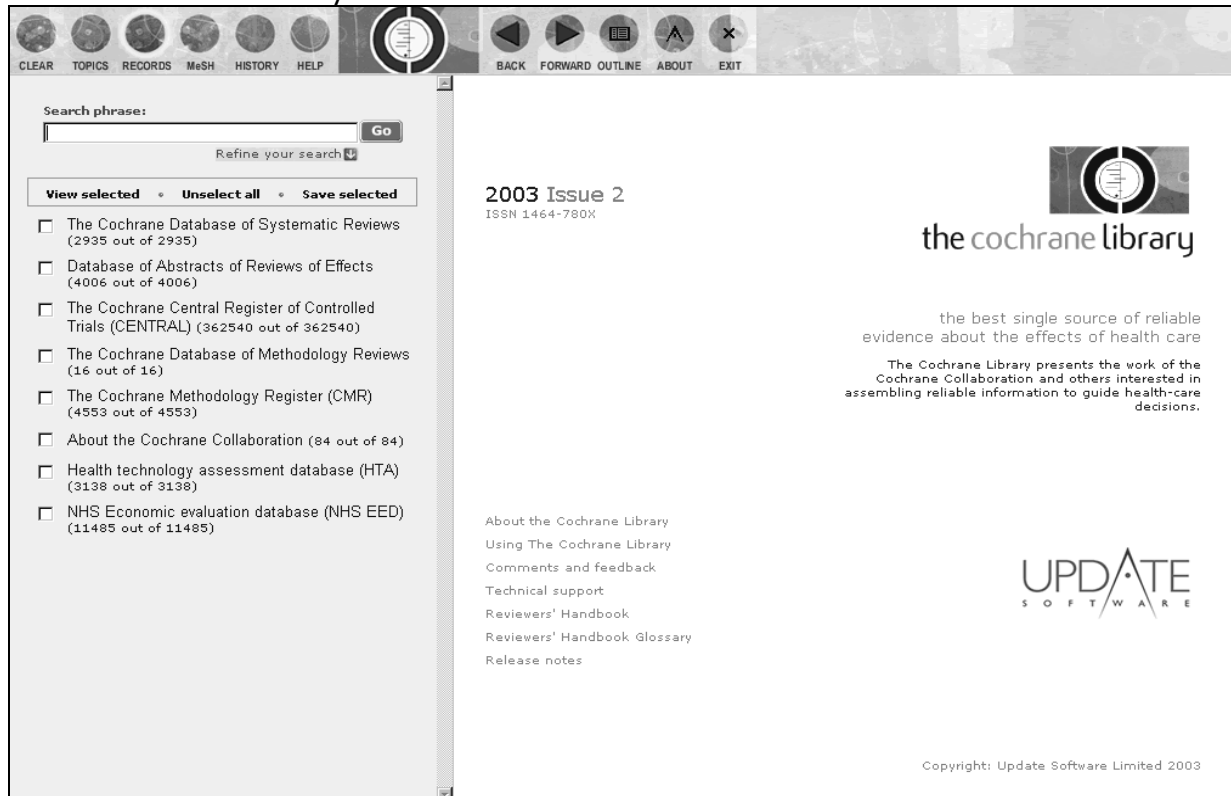 CLEAR TOPICS RECORDS MeSH HISTORY HELP BACK FORWARD OUTLINE ABOUT EXIT
Search phrase:
Go
Refine your search
View selected • Unselect all • Save selected
The Cochrane Database of Systematic Reviews
(2935 out of 2935)
Database of Abstracts of Reviews of Effects
(4006 out of 4006)
The Cochrane Central Register of Controlled
Trials (CENTRAL) (362540 out of 362540)
The Cochrane Database of Methodology Reviews
(16 out of 16)
The Cochrane Methodology Register (CMR)
(4553 out of 4553)
About the Cochrane Collaboration (84 out of 84)
Health technology assessment database (HTA)
(3138 out of 3138)
NHS Economic evaluation database (NHS EED)
(11485 out of 11485)
2003 Issue 2
ISSN 1464-780X
the cochrane library
the best single source of reliable
evidence about the effects of health care
The Cochrane Library presents the work of the
Cochrane Collaboration and others interested in
assembling reliable information to guide health-care
decisions.
About the Cochrane Library
Using The Cochrane Library
Comments and feedback
Technical support
Reviewers' Handbook
Reviewers' Handbook Glossary
Release notes
UPDATE
SOFTWARE
Copyright: Update Software Limited 2003